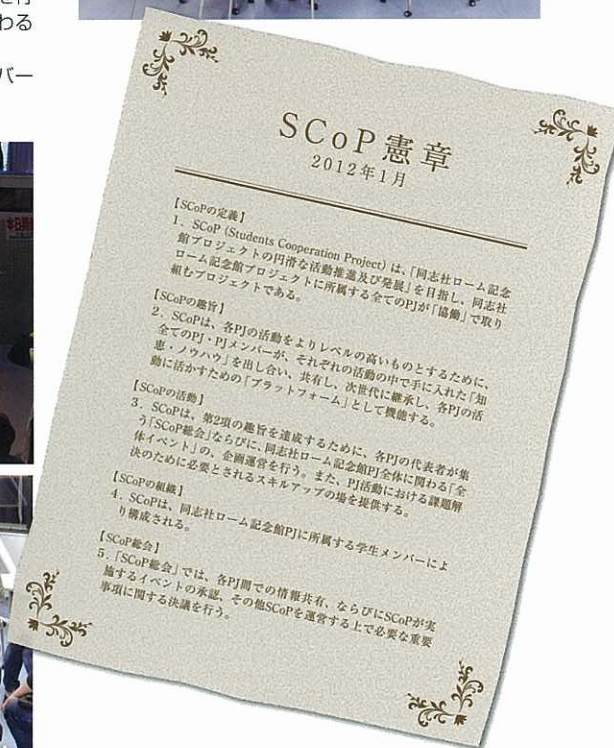 を行
わる
バー
本日
SCoP憲章
2012年1月
【SCoPの定義】
1．SCoP (Students Cooperation Project) は、「同志社ローム記念
館プロジェクトの円滑な活動推進及び発展」を目指し、同志社
ローム記念館プロジェクトに所属する全てのPJが「協働」で取り
組むプロジェクトである。
【SCoPの趣旨】
2．SCoPは、各PJの活動をよりレベルの高いものとするために、
全てのPJ・PJメンバーが、それぞれの活動の中で手に入れた「知
恵・ノウハウ」を出し合い、共有し、次世代に継承し、各PJの活
動に活かすための「プラットフォーム」として機能する。
【SCoPの活動】
3．SCoPは、第2項の趣旨を達成するために、各PJの代表者が集
う「SCoP総会」ならびに、同志社ローム記念館PJ全体に関わる「全
体イベント」の、企画運営を行う。また、PJ活動における課題解
決のために必要とされるスキルアップの場を提供する。
【SCoPの組織】
4．SCoPは、同志社ローム記念館PJに所属する学生メンバーによ
り構成される。
【SCoP総会】
5．「SCoP総会」では、各PJ間での情報共有、ならびにSCoPが実
施するイベントの承認、その他SCoPを運営する上で必要な重要
事項に関する決議を行う。